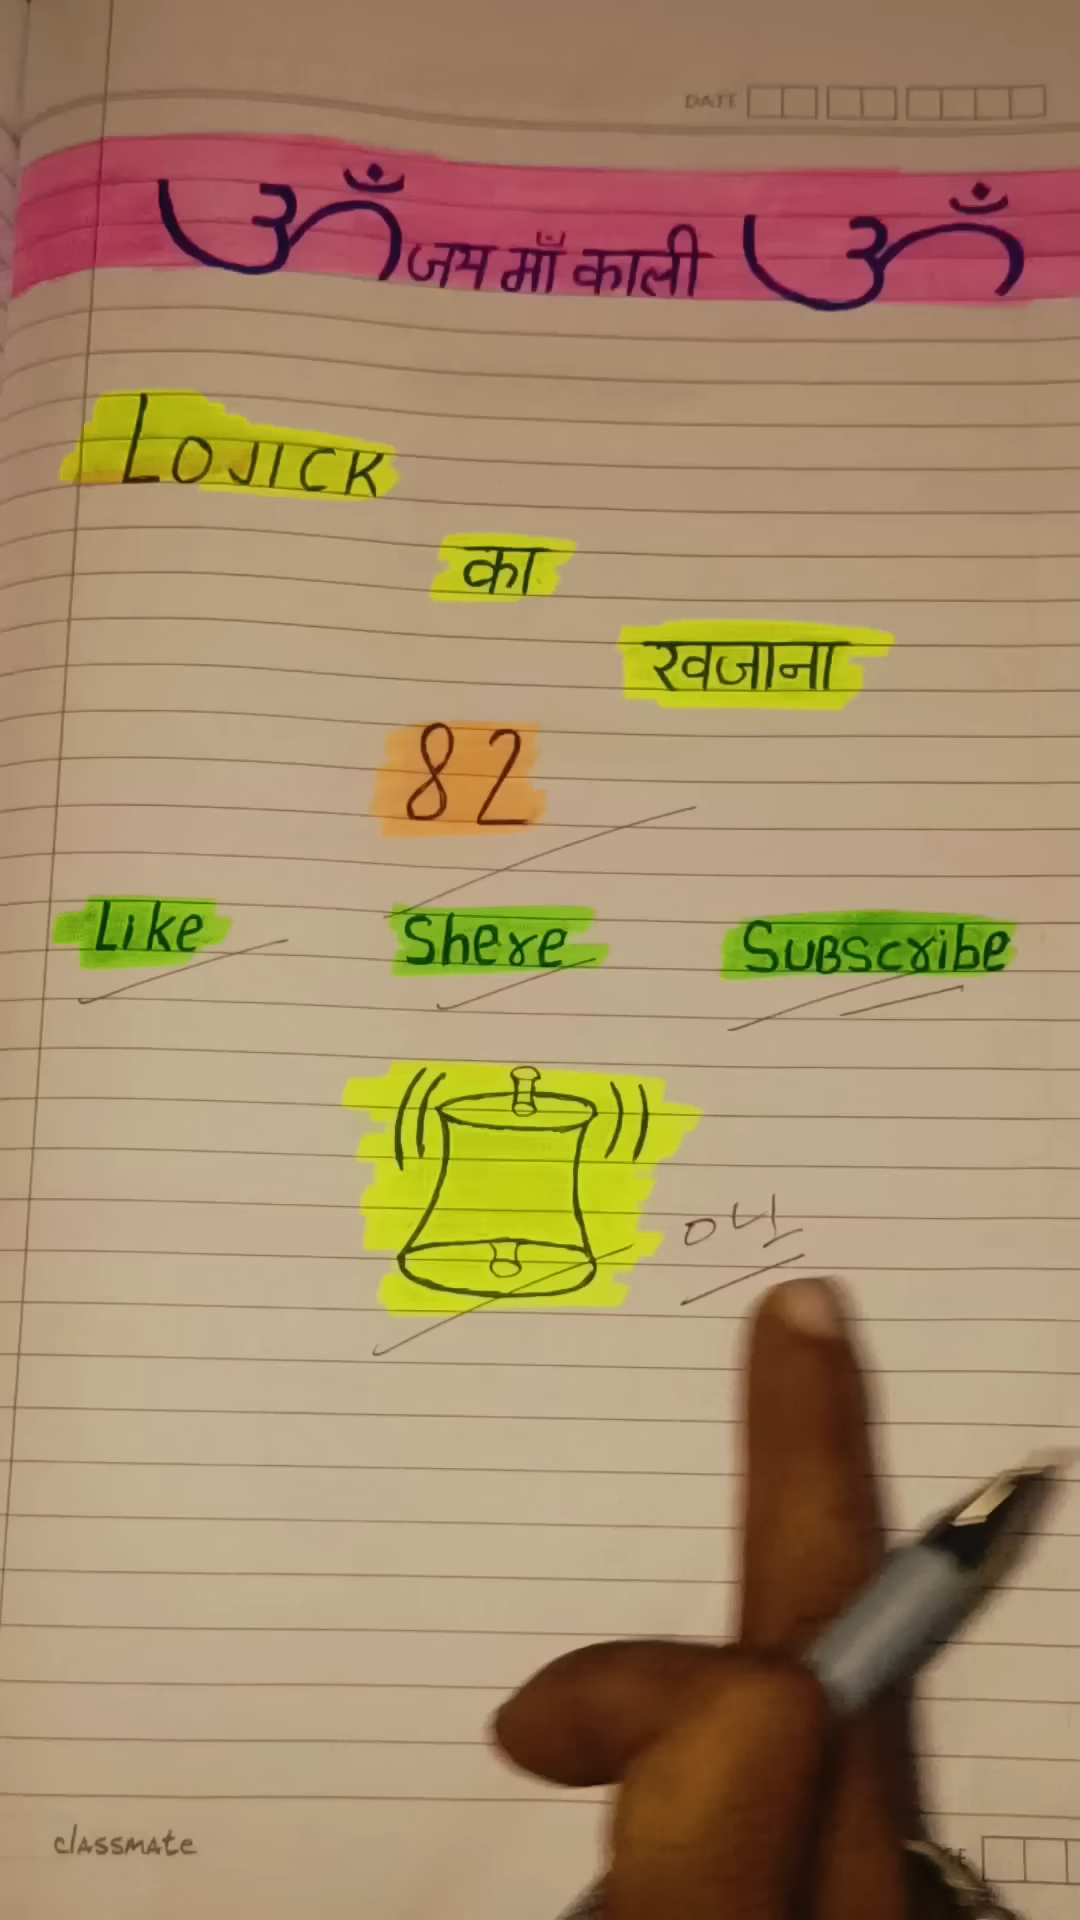 DATE
ॐ जय माँ काली ॐ
LOJICK
का
खजाना
82
Like Shere Subscribe
classmate